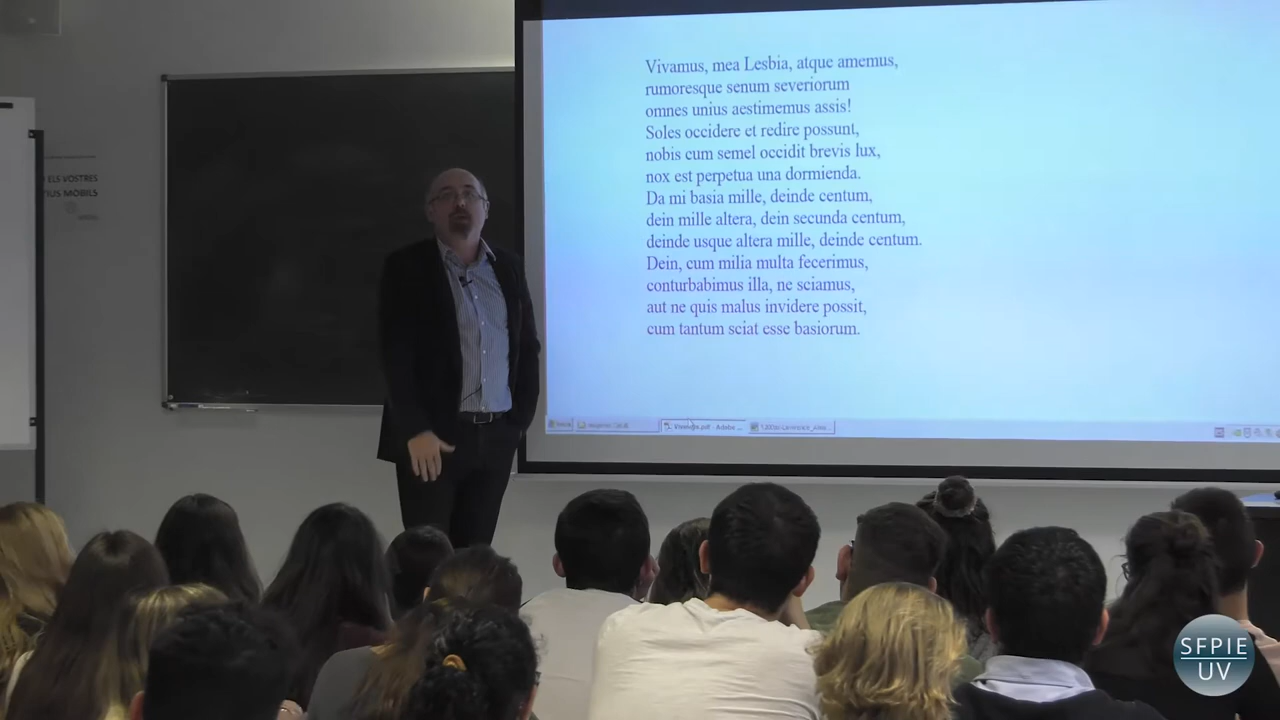 ELS VOSTRES
MÒBILS
Vivamus, mea Lesbia, atque amemus,
rumoresque senum severiorum
omnes unius aestimemus assis!
Soles occidere et redire possunt,
nobis cum semel occidit brevis lux,
nox est perpetua una dormienda.
Da mi basia mille, deinde centum,
dein mille altera, dein secunda centum,
deinde usque altera mille, deinde centum.
Dein, cum milia multa fecerimus,
conturbabimus illa, ne sciamus,
aut ne quis malus invidere possit,
cum tantum sciat esse basiorum.
SFPIE
UV